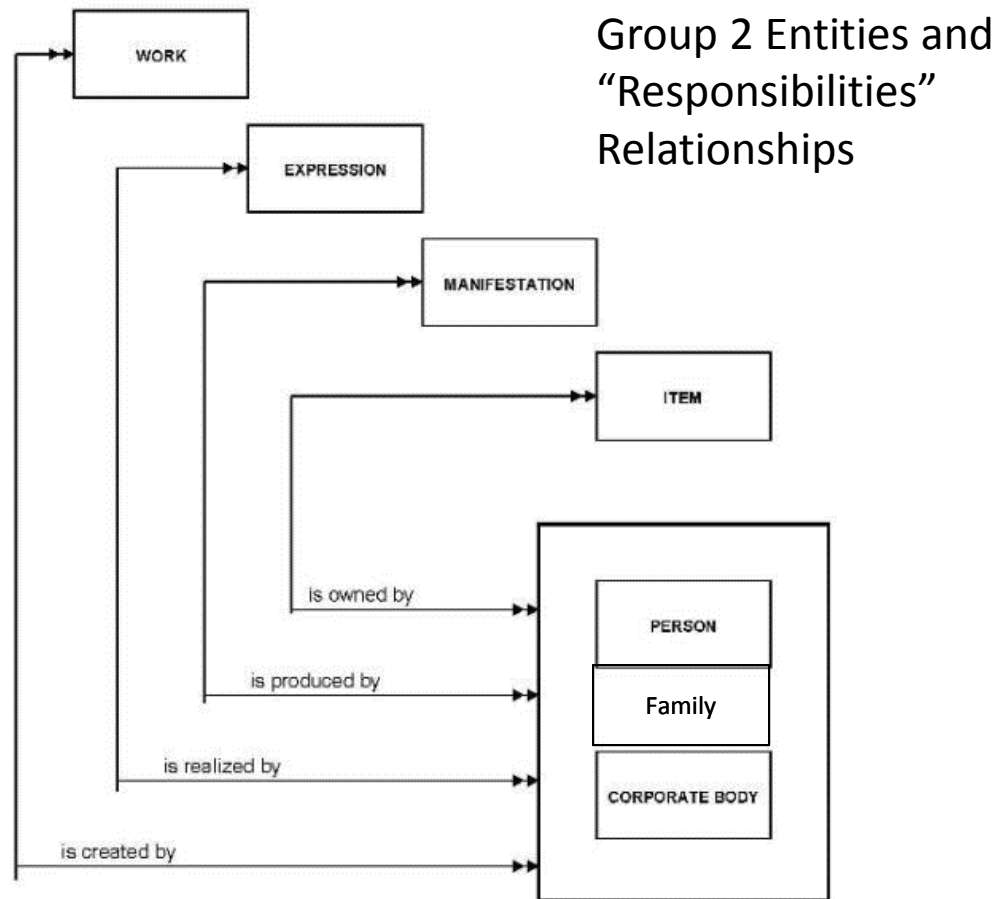 Group 2 Entities and
“Responsibilities”
Relationships
WORK
EXPRESSION
MANIFESTATION
ITEM
is owned by
PERSON
is produced by
Family
is realized by
CORPORATE BODY
is created by